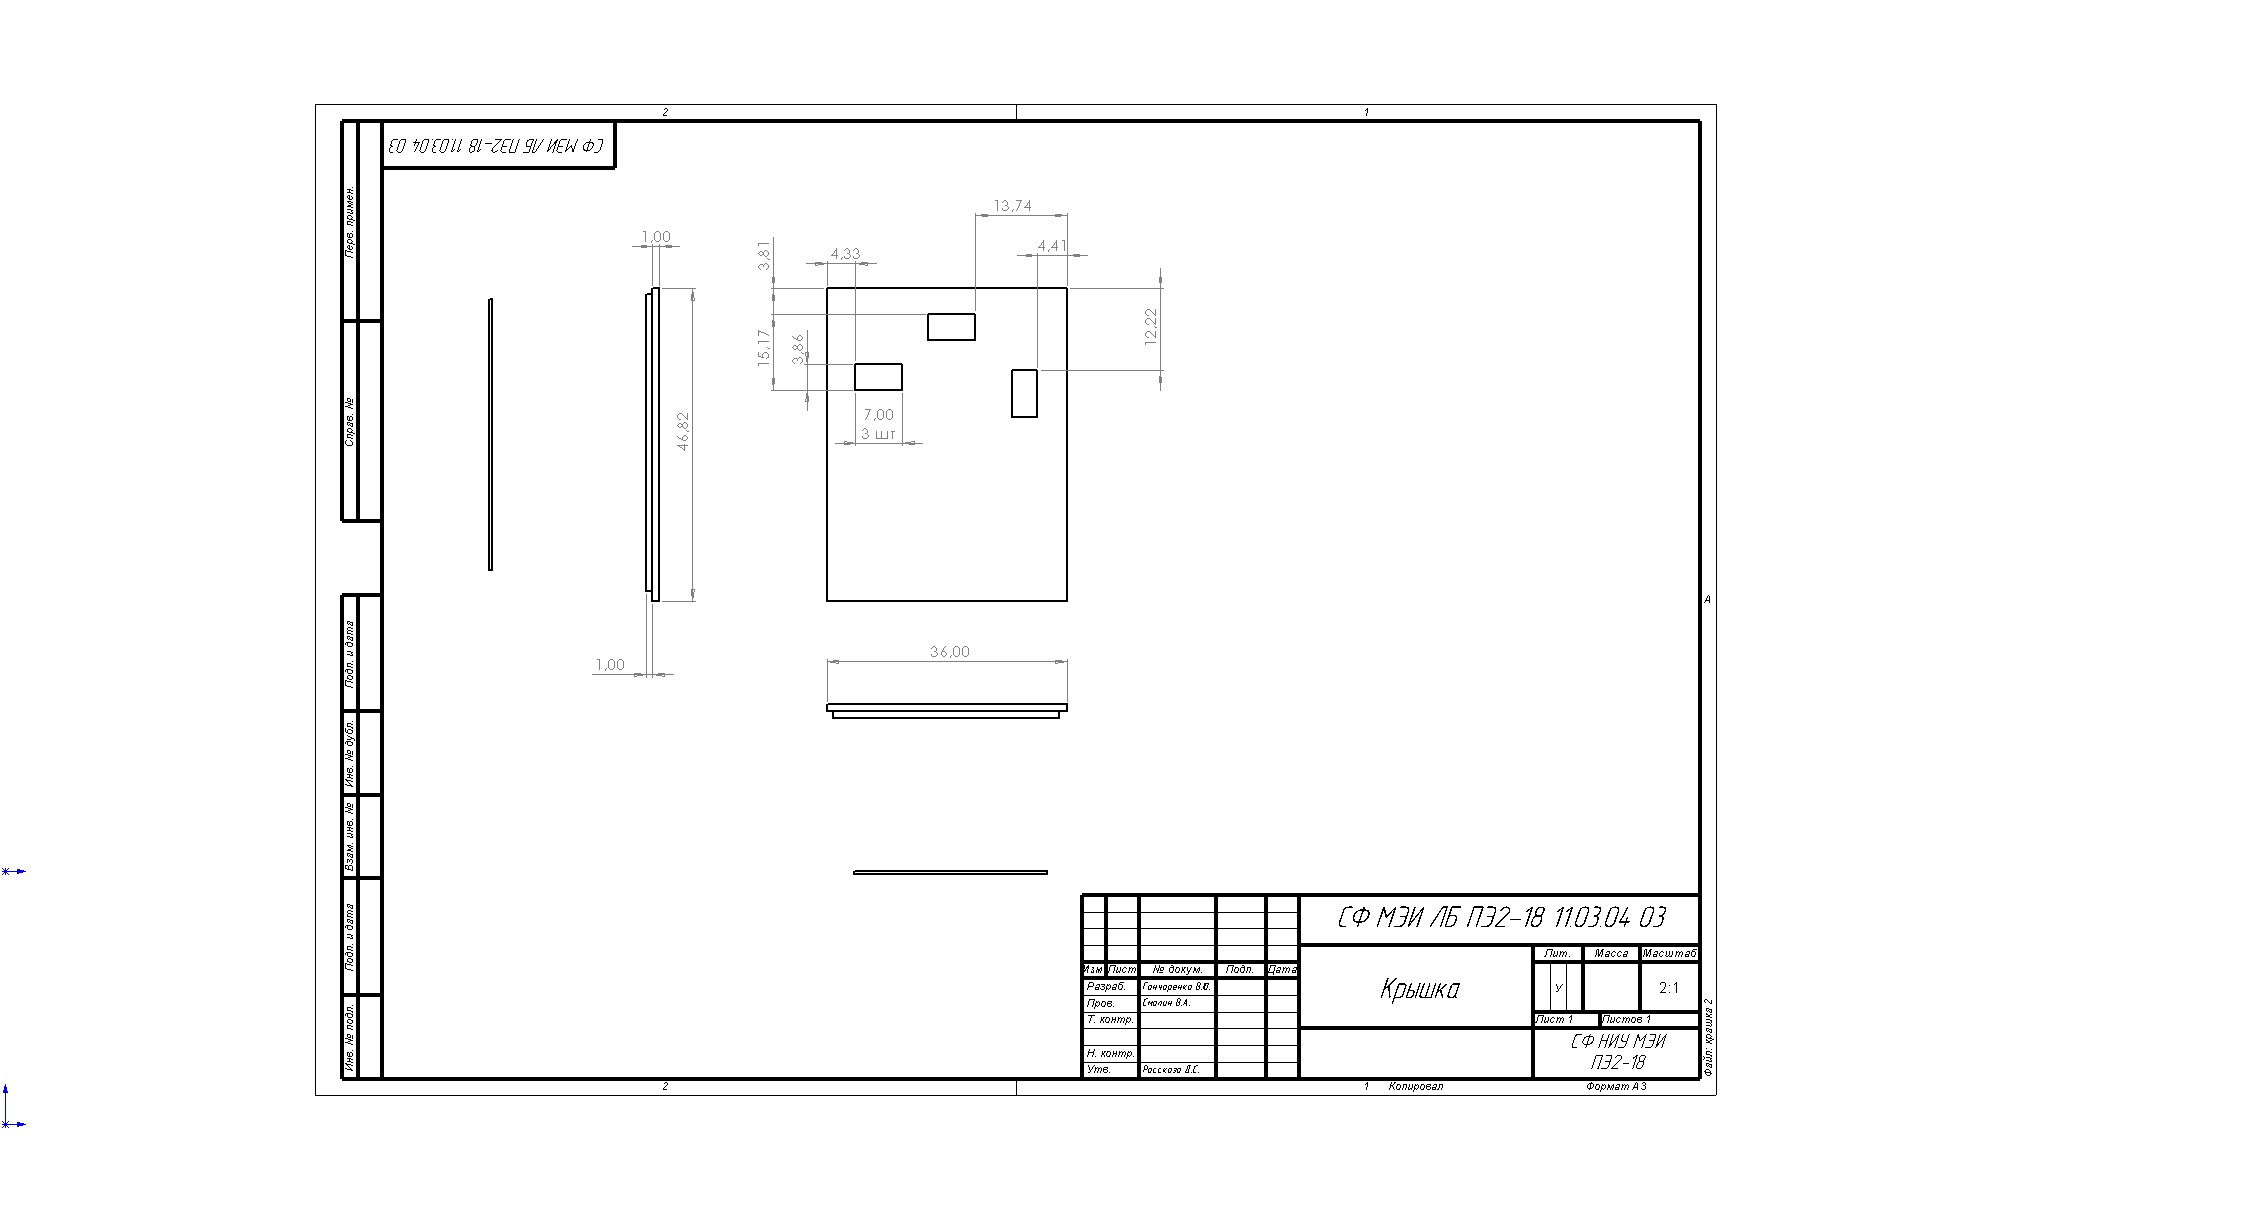 2
1
СФ МЭИ ЛБ ПЭ2-18 11.03.04 03
Перв. примен.
Справ. №
Подп. и дата
Инв. № дубл.
Взам. инв. №
Подп. и дата
Инв. № подл.
13,74
1,00
4,33
3,81
4,41
12,22
15,17
3,86
7,00
3 шт
46,82
1,00
36,00
А
СФ МЭИ ЛБ ПЭ2-18 11.03.04 03
Крышка
Лит.
Масса
Масштаб
У
2:1
Лист 1
Листов 1
СФ НИУ МЭИ
ПЭ2-18
Изм
Лист
№ докум.
Подп.
Дата
Разраб.
Гончаренко В.Ю.
Пров.
Смолин В.А.
Т. контр.
Н. контр.
Утв.
Рассказа Д.С.
Файл: крашка 2
2
1
Копировал
Формат А3